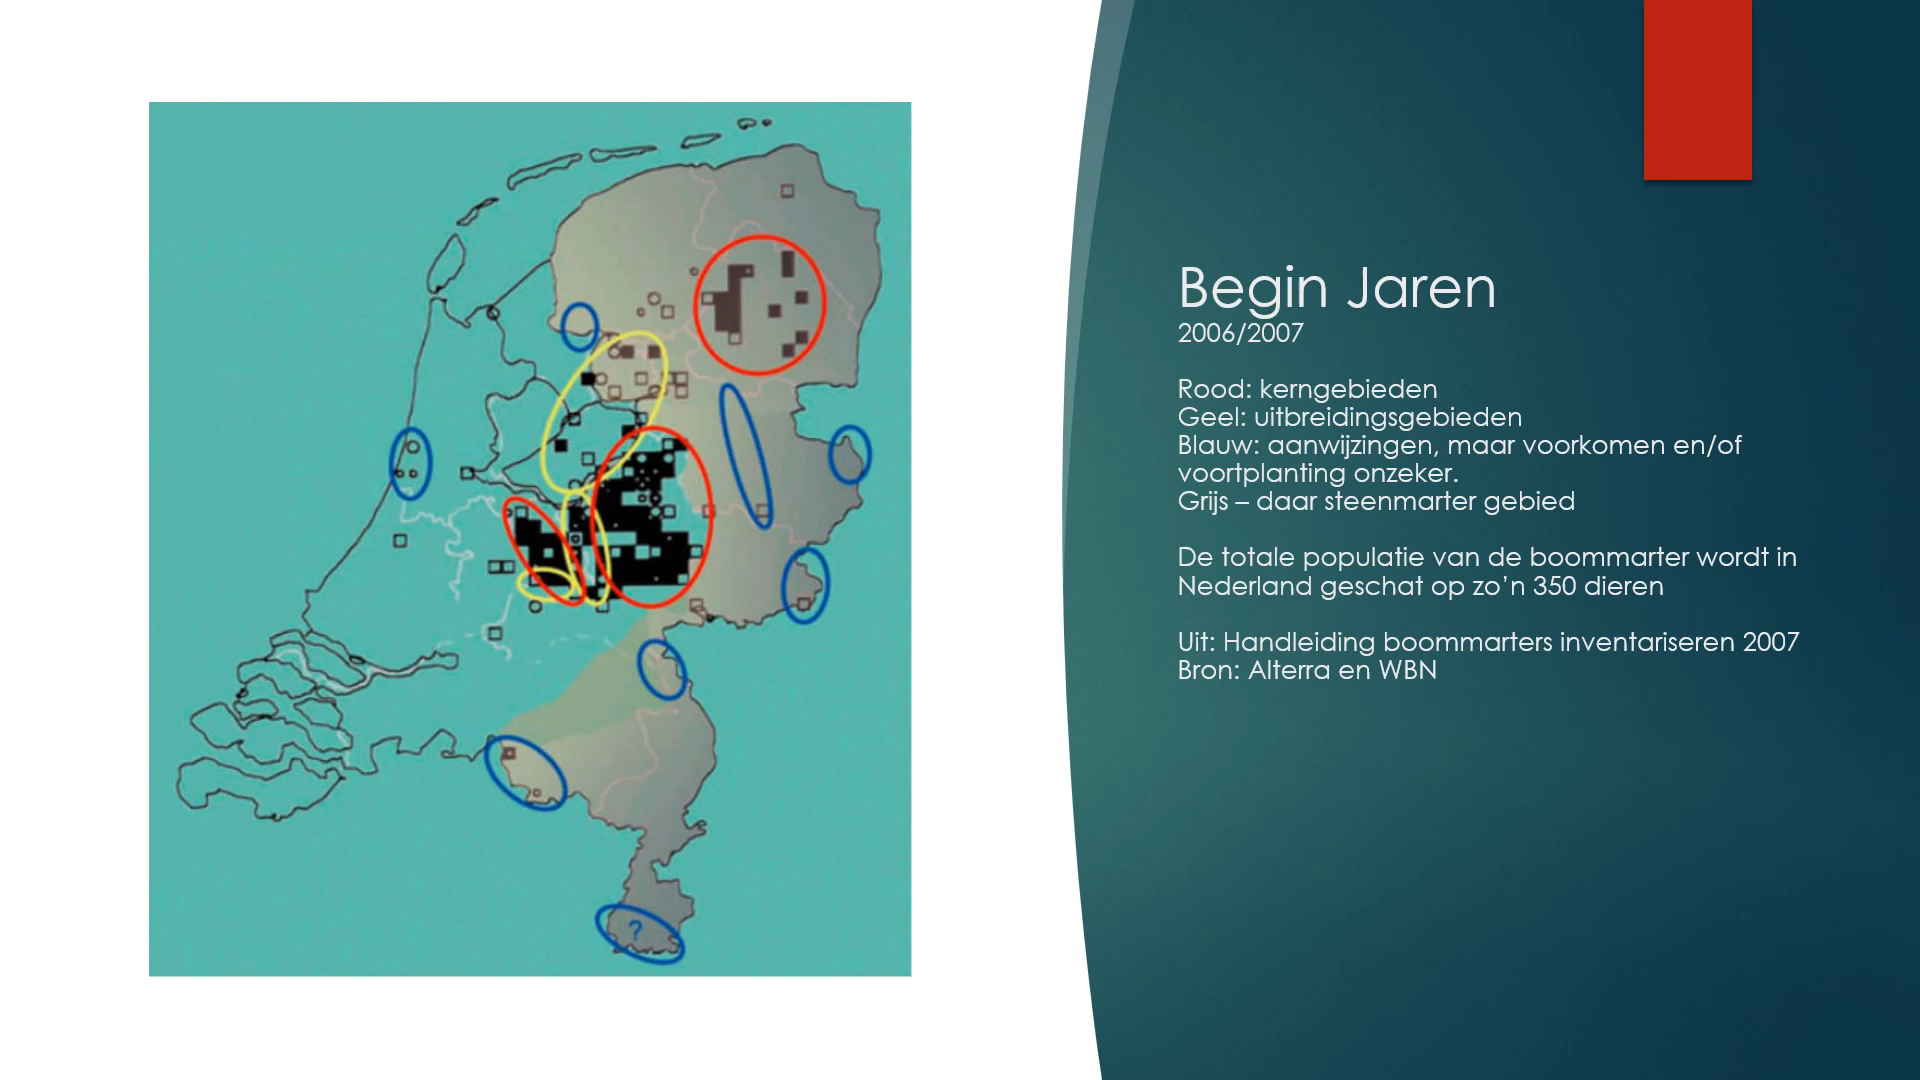 Begin Jaren
2006/2007
Rood: kerngebieden
Geel: uitbreidingsgebieden
Blauw: aanwijzingen, maar voorkomen en/of
voortplanting onzeker.
Grijs – daar steenmarter gebied
De totale populatie van de boommarter wordt in
Nederland geschat op zo’n 350 dieren
Uit: Handleiding boommarters inventariseren 2007
Bron: Alterra en WBN
?